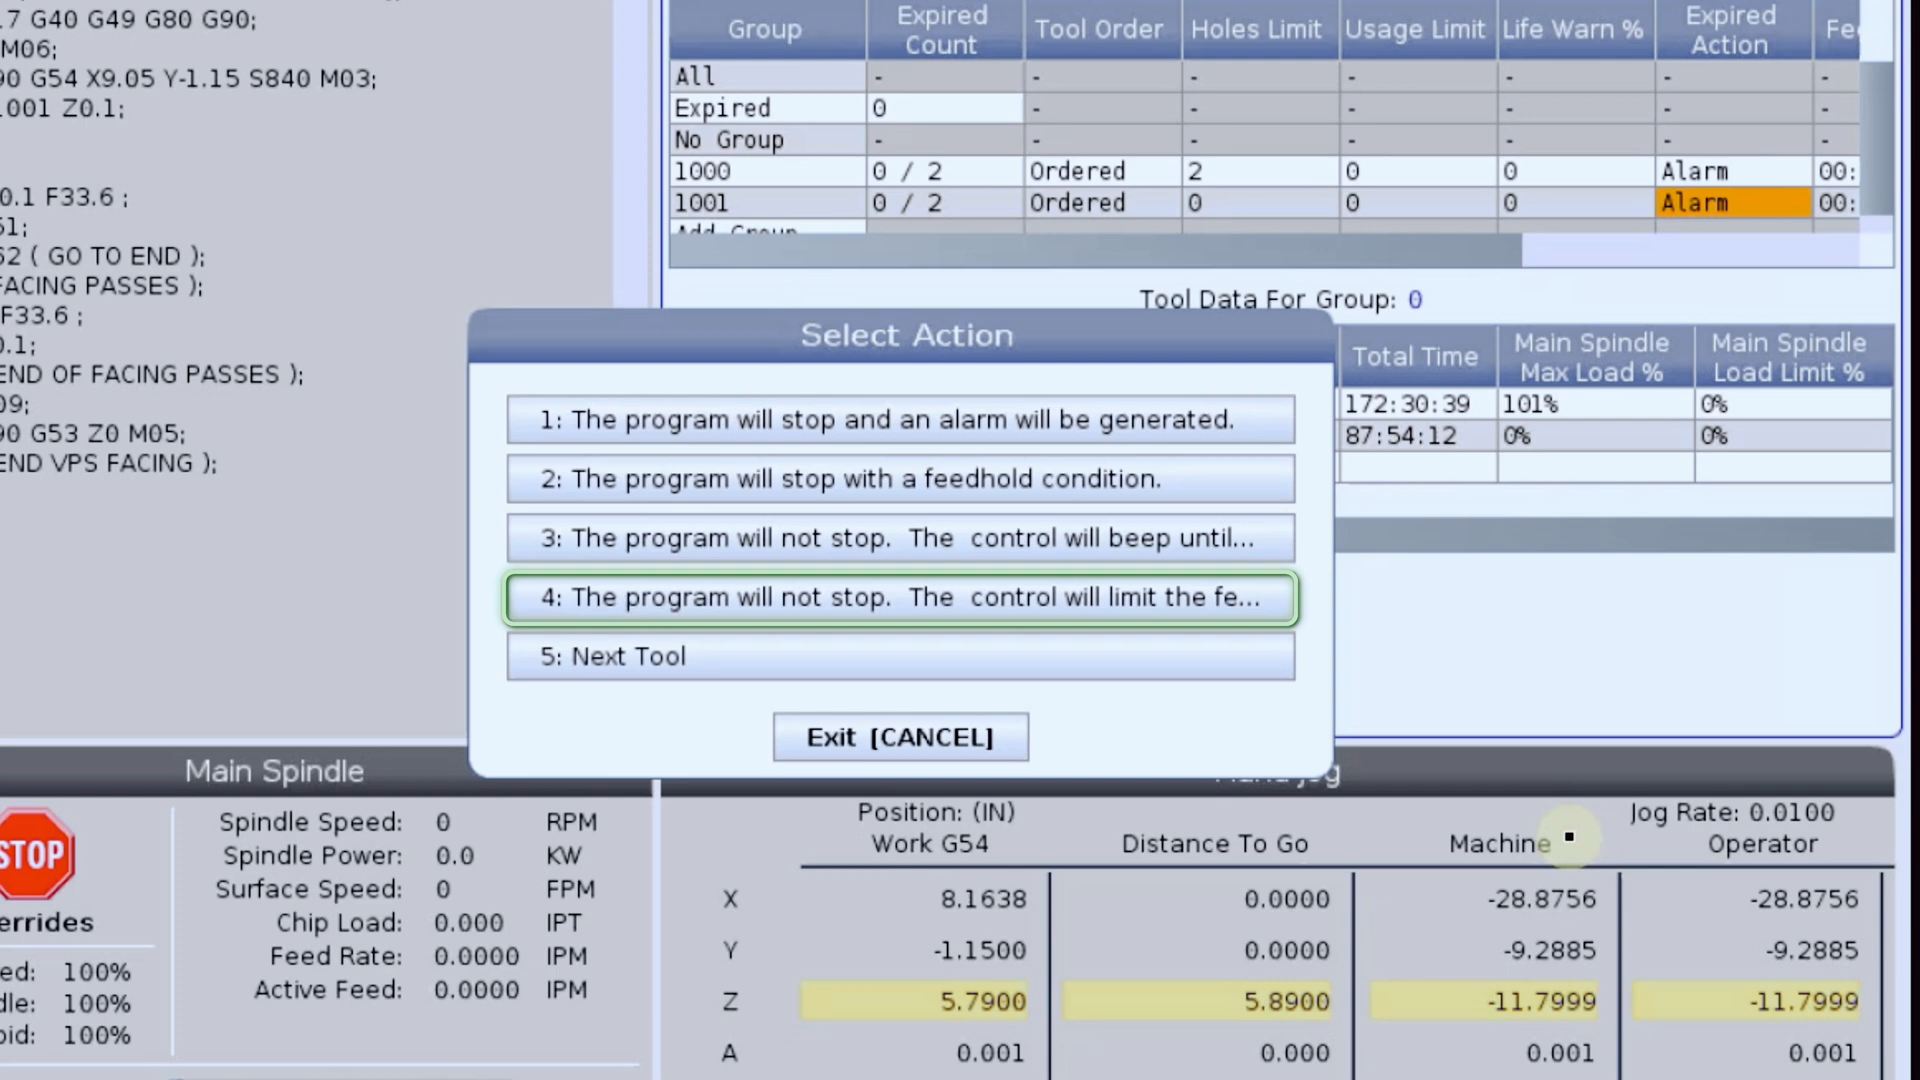 17 G40 G49 G80 G90;
M06;
90 G54 X9.05 Y-1.15 S840 M03;
1001 Z0.1;
0.1 F33.6 ;
51;
62 ( GO TO END );
FACING PASSES );
F33.6 ;
0.1;
END OF FACING PASSES );
09;
90 G53 Z0 M05;
END VPS FACING );
Group Expired Count Tool Order Holes Limit Usage Limit Life Warn % Expired Action
All - - - - - - -
Expired 0 - - - - - -
No Group - - - - - - -
1000 0 / 2 Ordered 2 0 0 Alarm 00:
1001 0 / 2 Ordered 0 0 0 Alarm 00:
Add Group
Tool Data For Group: 0
Total Time Main Spindle Max Load % Main Spindle Load Limit %
172:30:39 101% 0%
87:54:12 0% 0%
Select Action
1: The program will stop and an alarm will be generated.
2: The program will stop with a feedhold condition.
3: The program will not stop.  The  control will beep until...
4: The program will not stop.  The  control will limit the fe...
5: Next Tool
Exit [CANCEL]
Main Spindle
STOP
errides
ed: 100%
dle: 100%
pid: 100%
Spindle Speed: 0 RPM
Spindle Power: 0.0 KW
Surface Speed: 0 FPM
Chip Load: 0.000 IPT
Feed Rate: 0.0000 IPM
Active Feed: 0.0000 IPM
Position: (IN) Jog Rate: 0.0100
Work G54 Distance To Go Machine Operator
X 8.1638 0.0000 -28.8756 -28.8756
Y -1.1500 0.0000 -9.2885 -9.2885
Z 5.7900 5.8900 -11.7999 -11.7999
A 0.001 0.000 0.001 0.001